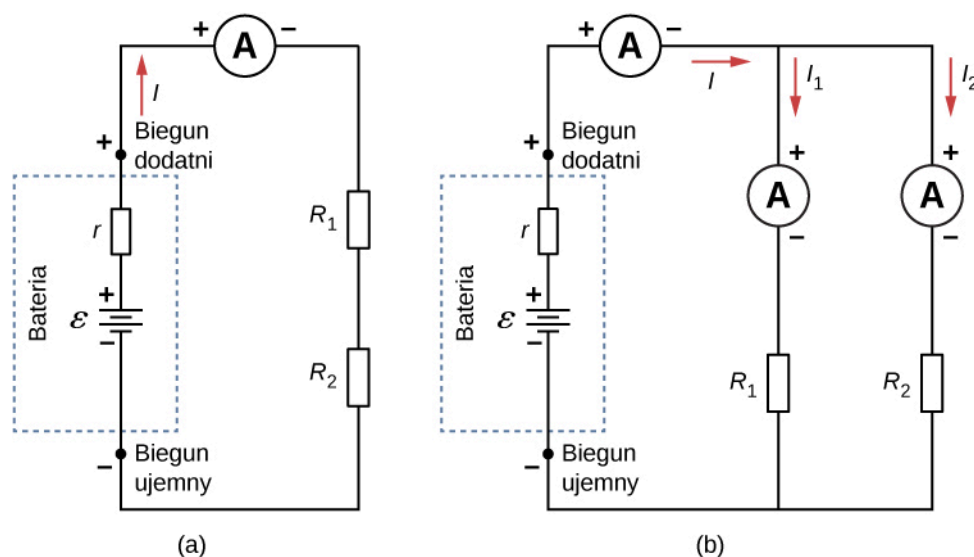 + A −
I
+ Biegun
dodatni
r
R₁
Bateria
+
ε
−
R₂
− Biegun
ujemny
(a)
+ A −
I
I₁
I₂
+ Biegun
dodatni
+
A
−
+
A
−
r
Bateria
+
ε
−
R₁
R₂
− Biegun
ujemny
(b)